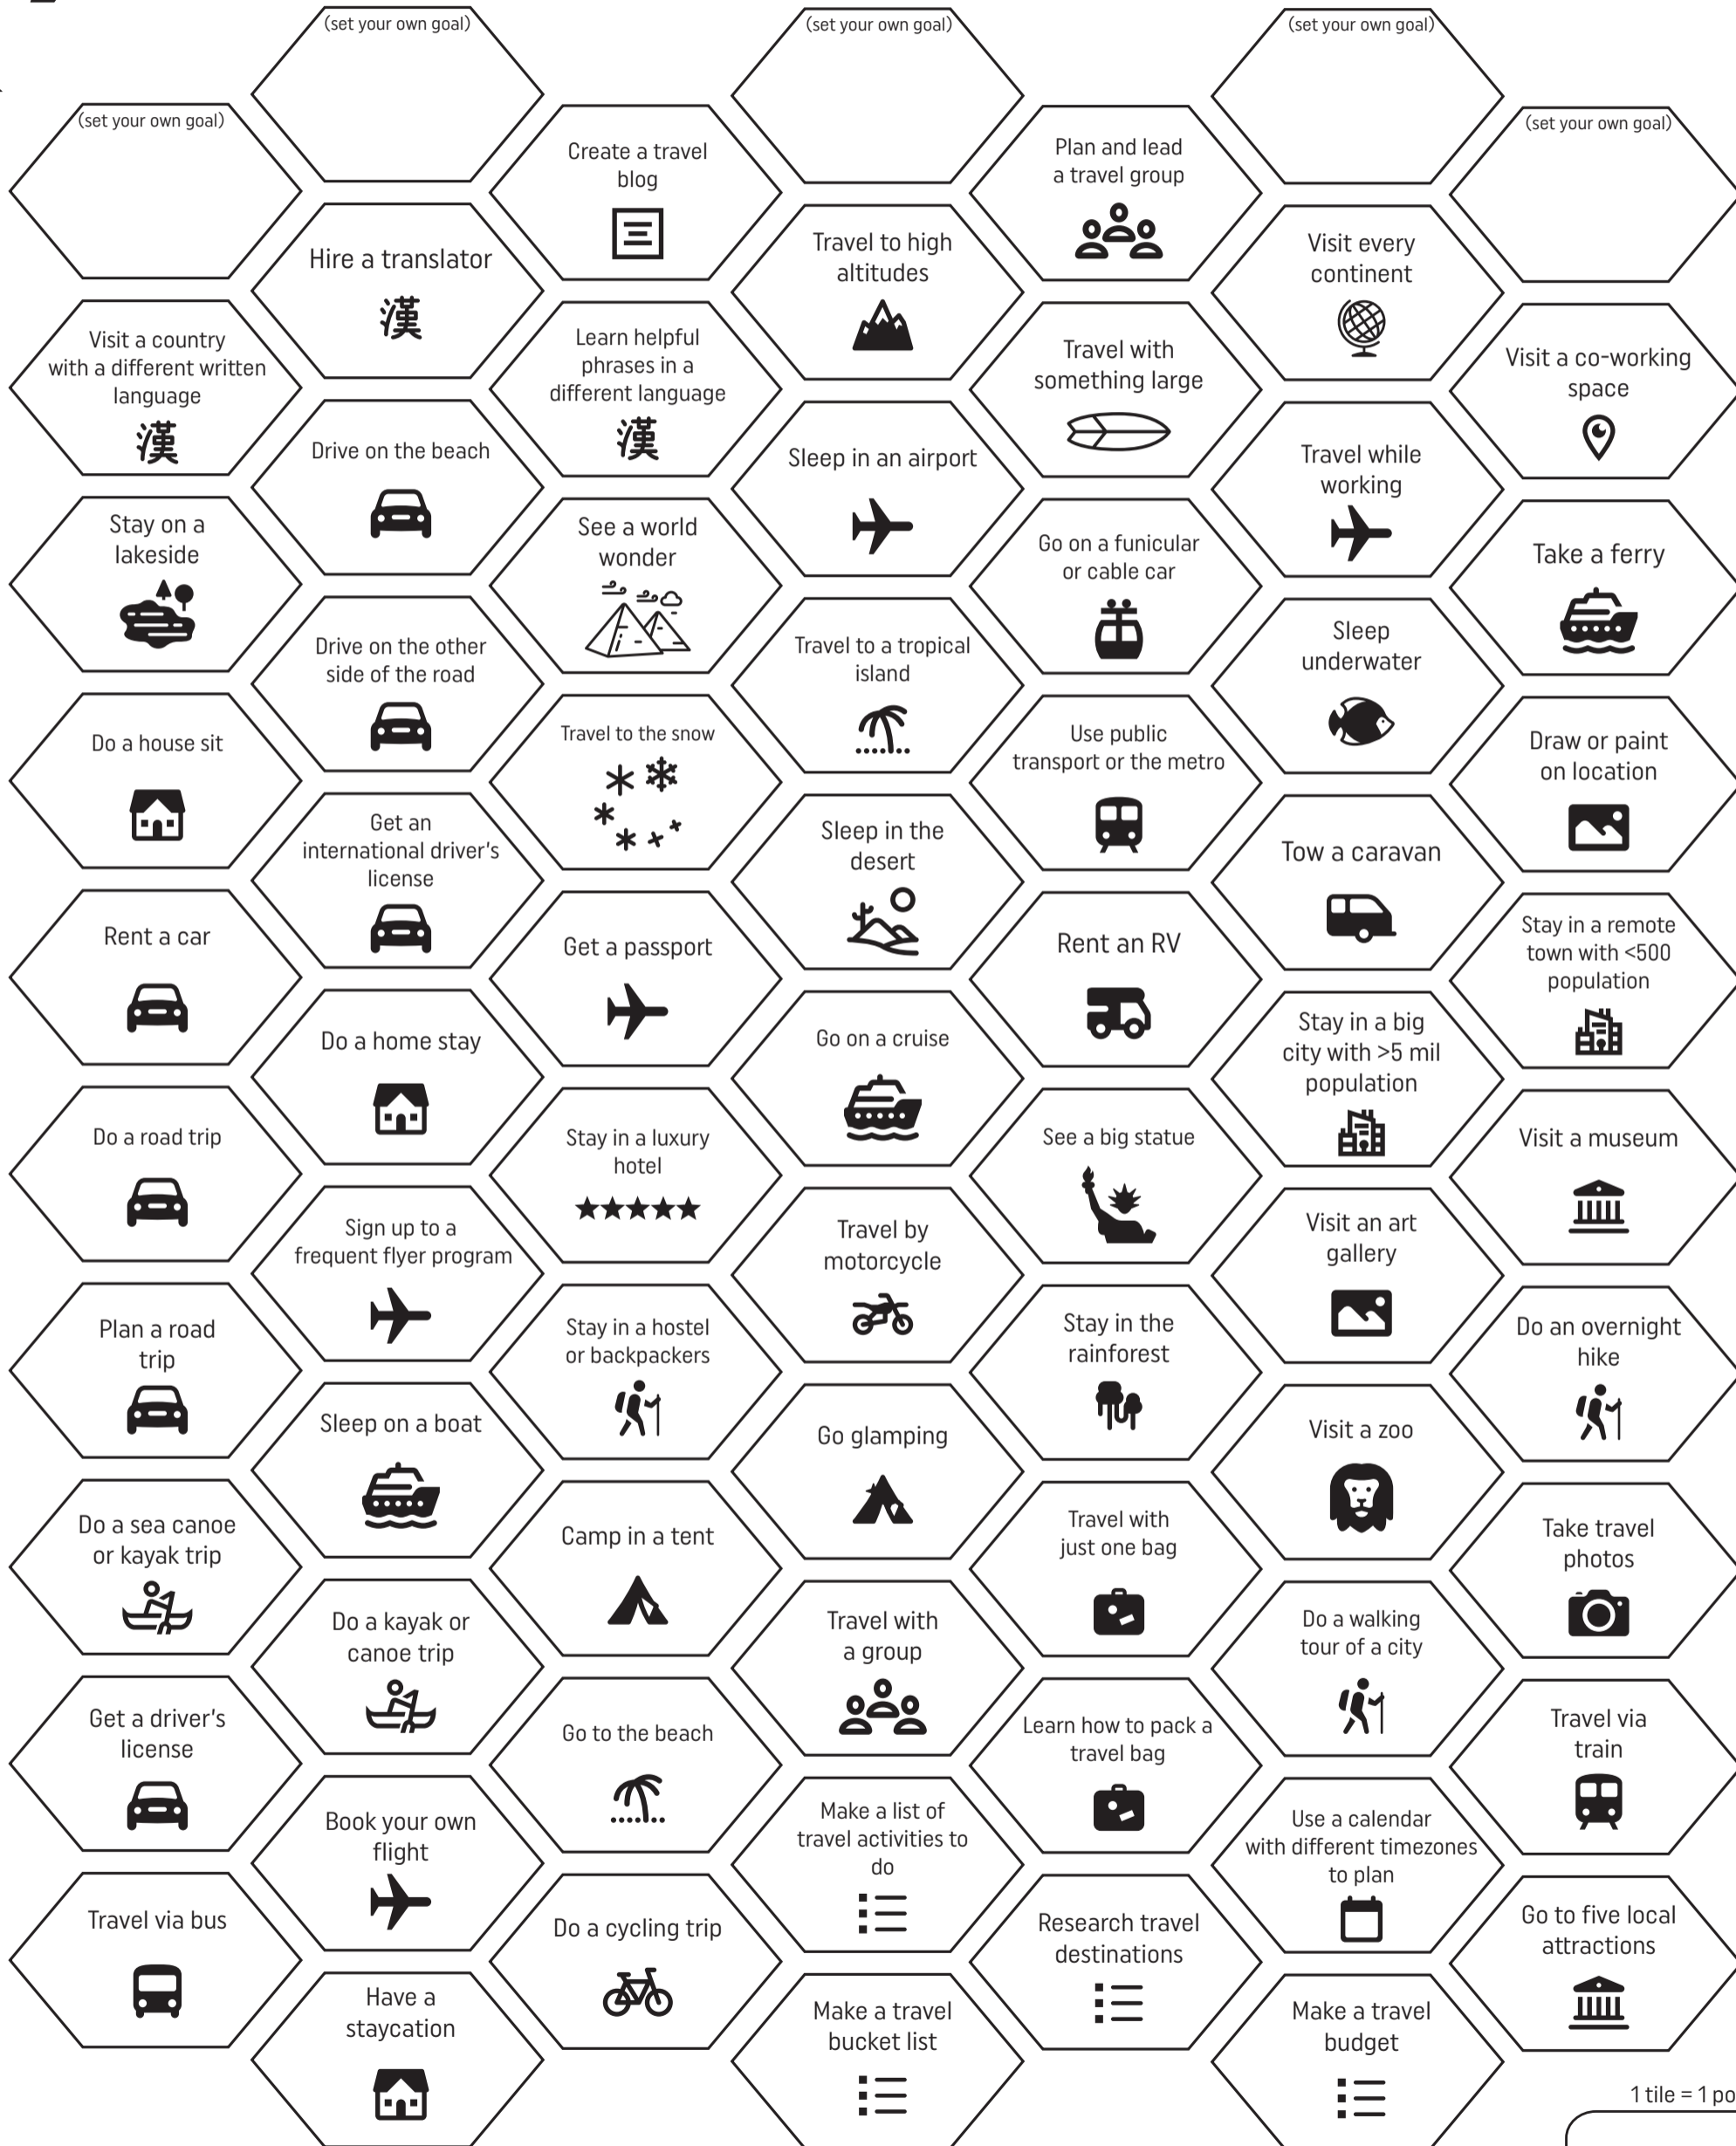 (set your own goal)
(set your own goal)
(set your own goal)
(set your own goal)
(set your own goal)
Create a travel
blog
Plan and lead
a travel group
Hire a translator
漢
Travel to high
altitudes
Visit every
continent
Visit a country
with a different written
language
漢
Learn helpful
phrases in a
different language
漢
Travel with
something large
Visit a co-working
space
Drive on the beach
Sleep in an airport
Travel while
working
Stay on a
lakeside
See a world
wonder
Go on a funicular
or cable car
Take a ferry
Drive on the other
side of the road
Travel to a tropical
island
Sleep
underwater
Do a house sit
Travel to the snow
Use public
transport or the metro
Draw or paint
on location
Get an
international driver's
license
Sleep in the
desert
Tow a caravan
Rent a car
Get a passport
Rent an RV
Stay in a remote
town with <500
population
Do a home stay
Go on a cruise
Stay in a big
city with >5 mil
population
Do a road trip
Stay in a luxury
hotel
See a big statue
Visit a museum
Sign up to a
frequent flyer program
Travel by
motorcycle
Visit an art
gallery
Plan a road
trip
Stay in a hostel
or backpackers
Stay in the
rainforest
Do an overnight
hike
Sleep on a boat
Go glamping
Visit a zoo
Do a sea canoe
or kayak trip
Camp in a tent
Travel with
just one bag
Take travel
photos
Do a kayak or
canoe trip
Travel with
a group
Do a walking
tour of a city
Get a driver's
license
Go to the beach
Learn how to pack a
travel bag
Travel via
train
Book your own
flight
Make a list of
travel activities to
do
Use a calendar
with different timezones
to plan
Travel via bus
Do a cycling trip
Research travel
destinations
Go to five local
attractions
Have a
staycation
Make a travel
bucket list
Make a travel
budget
1 tile = 1 po